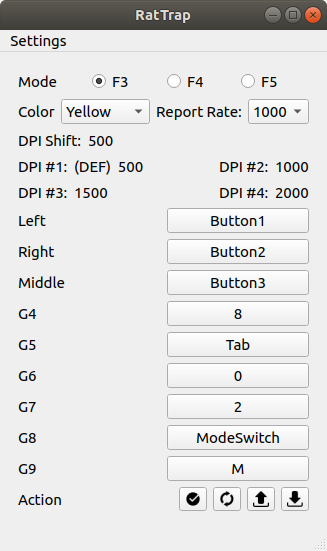 RatTrap
Settings
Mode F3 F4 F5
Color Yellow Report Rate: 1000
DPI Shift: 500
DPI #1: (DEF) 500 DPI #2: 1000
DPI #3: 1500 DPI #4: 2000
Left Button1
Right Button2
Middle Button3
G4 8
G5 Tab
G6 0
G7 2
G8 ModeSwitch
G9 M
Action